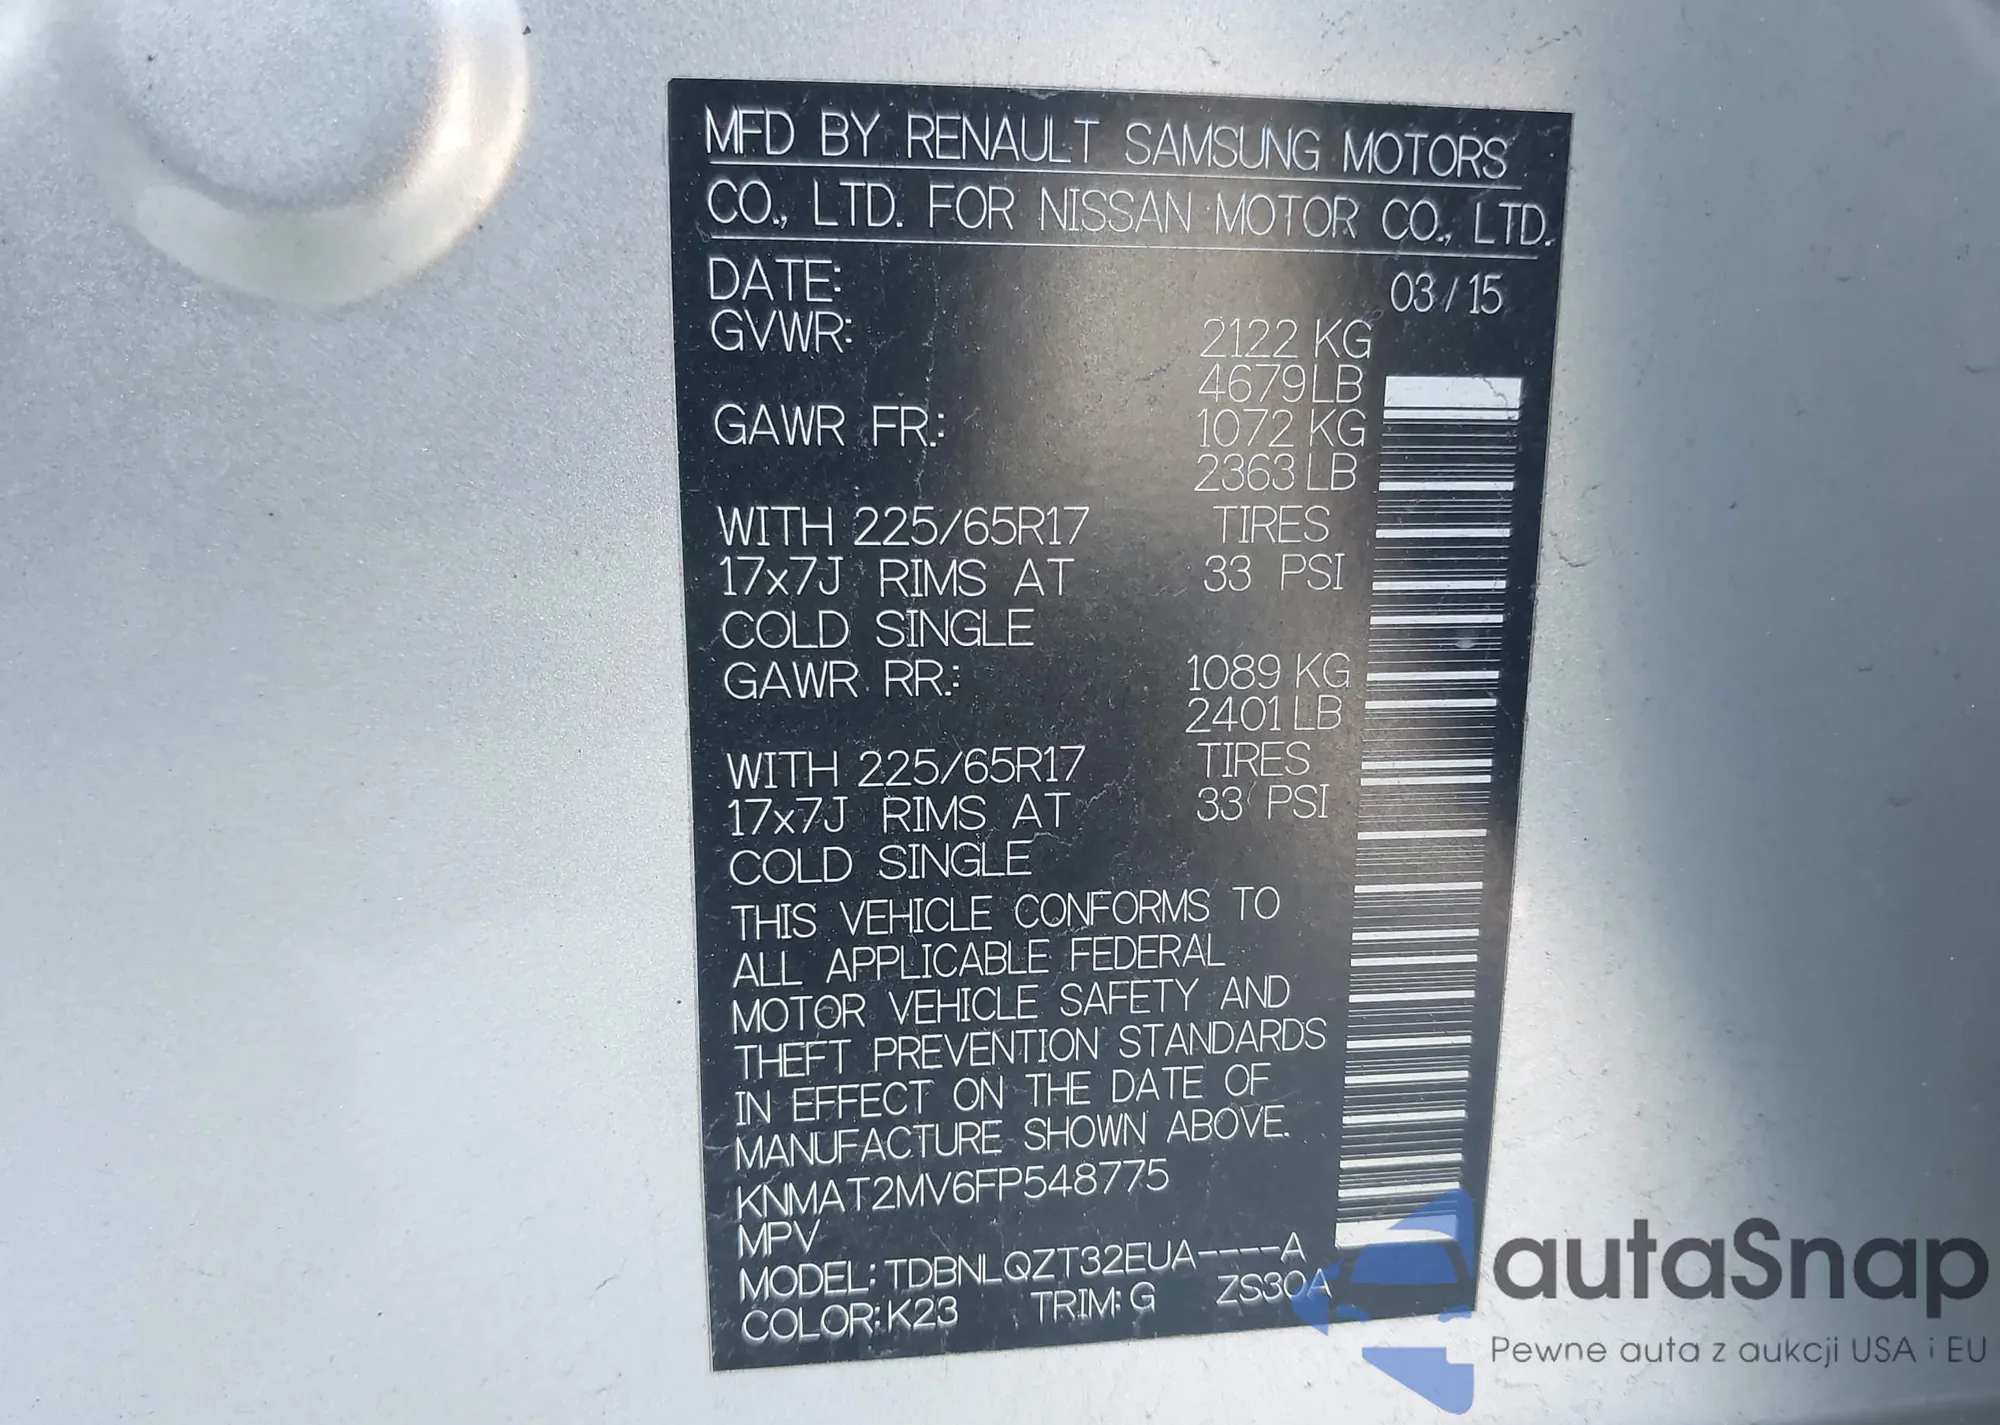 MFD BY RENAULT SAMSUNG MOTORS
CO., LTD. FOR NISSAN MOTOR CO., LTD.
DATE: 03/15
GVWR: 2122 KG
4679LB
GAWR FR.: 1072 KG
2363LB
WITH 225/65R17 TIRES
17x7J RIMS AT 33 PSI
COLD SINGLE
GAWR RR.: 1089 KG
2401LB
WITH 225/65R17 TIRES
17x7J RIMS AT 33 PSI
COLD SINGLE
THIS VEHICLE CONFORMS TO
ALL APPLICABLE FEDERAL
MOTOR VEHICLE SAFETY AND
THEFT PREVENTION STANDARDS
IN EFFECT ON THE DATE OF
MANUFACTURE SHOWN ABOVE.
KNMAT2MV6FP548775
MPV
MODEL: TDBNLQZT32EUA----A
COLOR: K23 TRIM: G ZS30A
autaSnap
Pewne auta z aukcji USA i EU